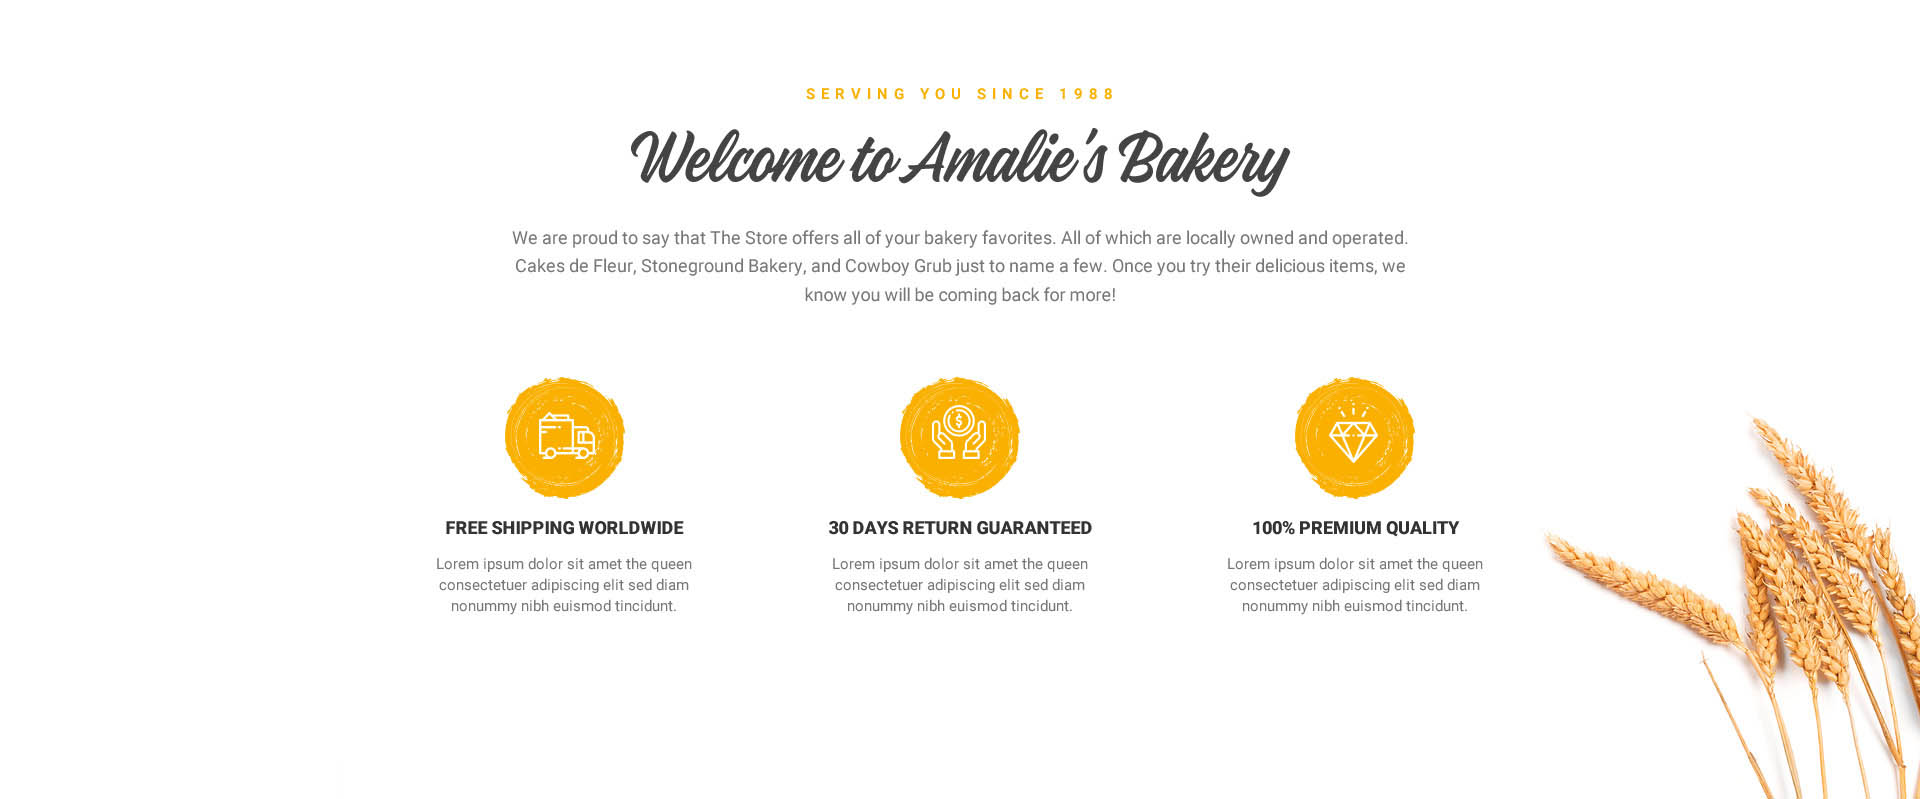 SERVING YOU SINCE 1988
Welcome to Amalie's Bakery
We are proud to say that The Store offers all of your bakery favorites. All of which are locally owned and operated.
Cakes de Fleur, Stoneground Bakery, and Cowboy Grub just to name a few. Once you try their delicious items, we
know you will be coming back for more!
$
FREE SHIPPING WORLDWIDE
Lorem ipsum dolor sit amet the queen
consectetuer adipiscing elit sed diam
nonummy nibh euismod tincidunt.
30 DAYS RETURN GUARANTEED
Lorem ipsum dolor sit amet the queen
consectetuer adipiscing elit sed diam
nonummy nibh euismod tincidunt.
100% PREMIUM QUALITY
Lorem ipsum dolor sit amet the queen
consectetuer adipiscing elit sed diam
nonummy nibh euismod tincidunt.